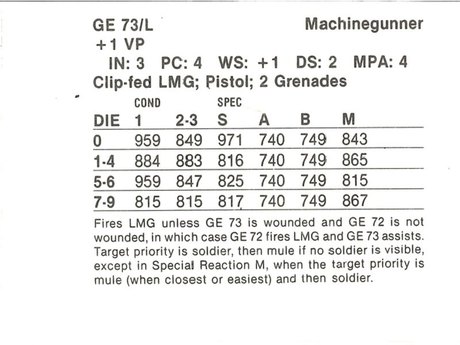 GE 73/L Machinegunner
+1 VP
IN: 3 PC: 4 WS: +1 DS: 2 MPA: 4
Clip-fed LMG; Pistol; 2 Grenades
COND SPEC
DIE 1 2-3 S A B M
0 959 849 971 740 749 843
1-4 884 883 816 740 749 865
5-6 959 847 825 740 749 815
7-9 815 815 817 740 749 867
Fires LMG unless GE 73 is wounded and GE 72 is not
wounded, in which case GE 72 fires LMG and GE 73 assists.
Target priority is soldier, then mule if no soldier is visible,
except in Special Reaction M, when the target priority is
mule (when closest or easiest) and then soldier.